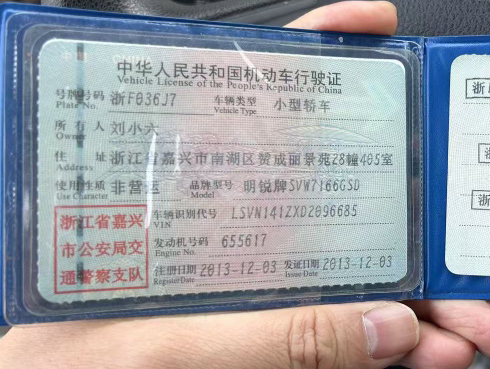 中华人民共和国机动车行驶证
Vehicle License of the People's Republic of China
号牌号码 浙F036J7 车辆类型 小型轿车
Plate No. Vehicle Type
所有人 刘小六
Owner
住址 浙江省嘉兴市南湖区赞成丽景苑28幢405室
Address
使用性质 非营运 品牌型号 明锐牌SVW7166GSD
Use Character Model
浙江省嘉兴
市公安局交
通警察支队
车辆识别代号 LSVN141ZXD2096685
VIN
发动机号码 655617
Engine No.
注册日期 2013-12-03 发证日期 2013-12-03
Register Date Issue Date
浙